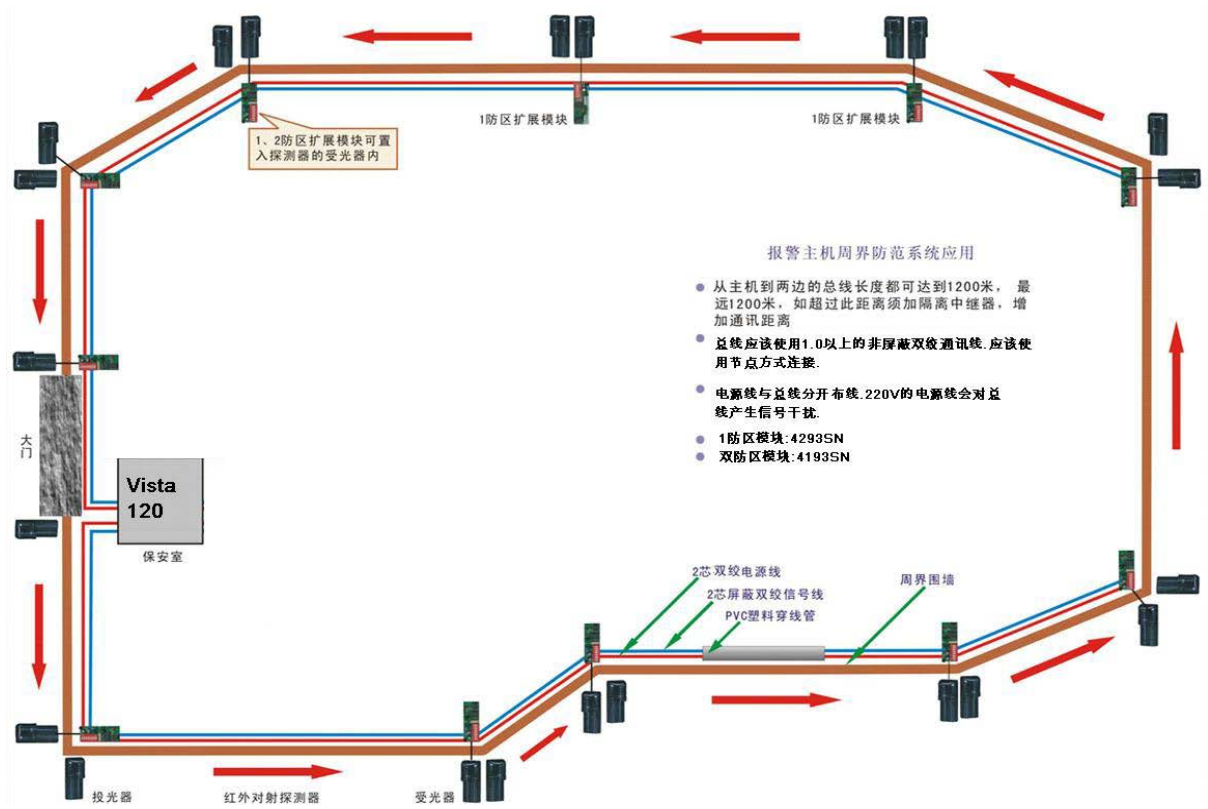 1防区扩展模块
1防区扩展模块
1、2防区扩展模块可置
入探测器的受光器内
报警主机周界防范系统应用
从主机到两边的总线长度都可达到1200米， 最
远1200米，如超过此距离须加隔离中继器，增
加通讯距离
总线应该使用1.0以上的非屏蔽双绞通讯线.应该使
用节点方式连接.
电源线与总线分开布线.220V的电源线会对总
线产生信号干扰.
1防区模块:4293SN
双防区模块:4193SN
大门
Vista
120
保安室
2芯双绞电源线
2芯屏蔽双绞信号线
PVC塑料穿线管
周界围墙
投光器
红外对射探测器
受光器